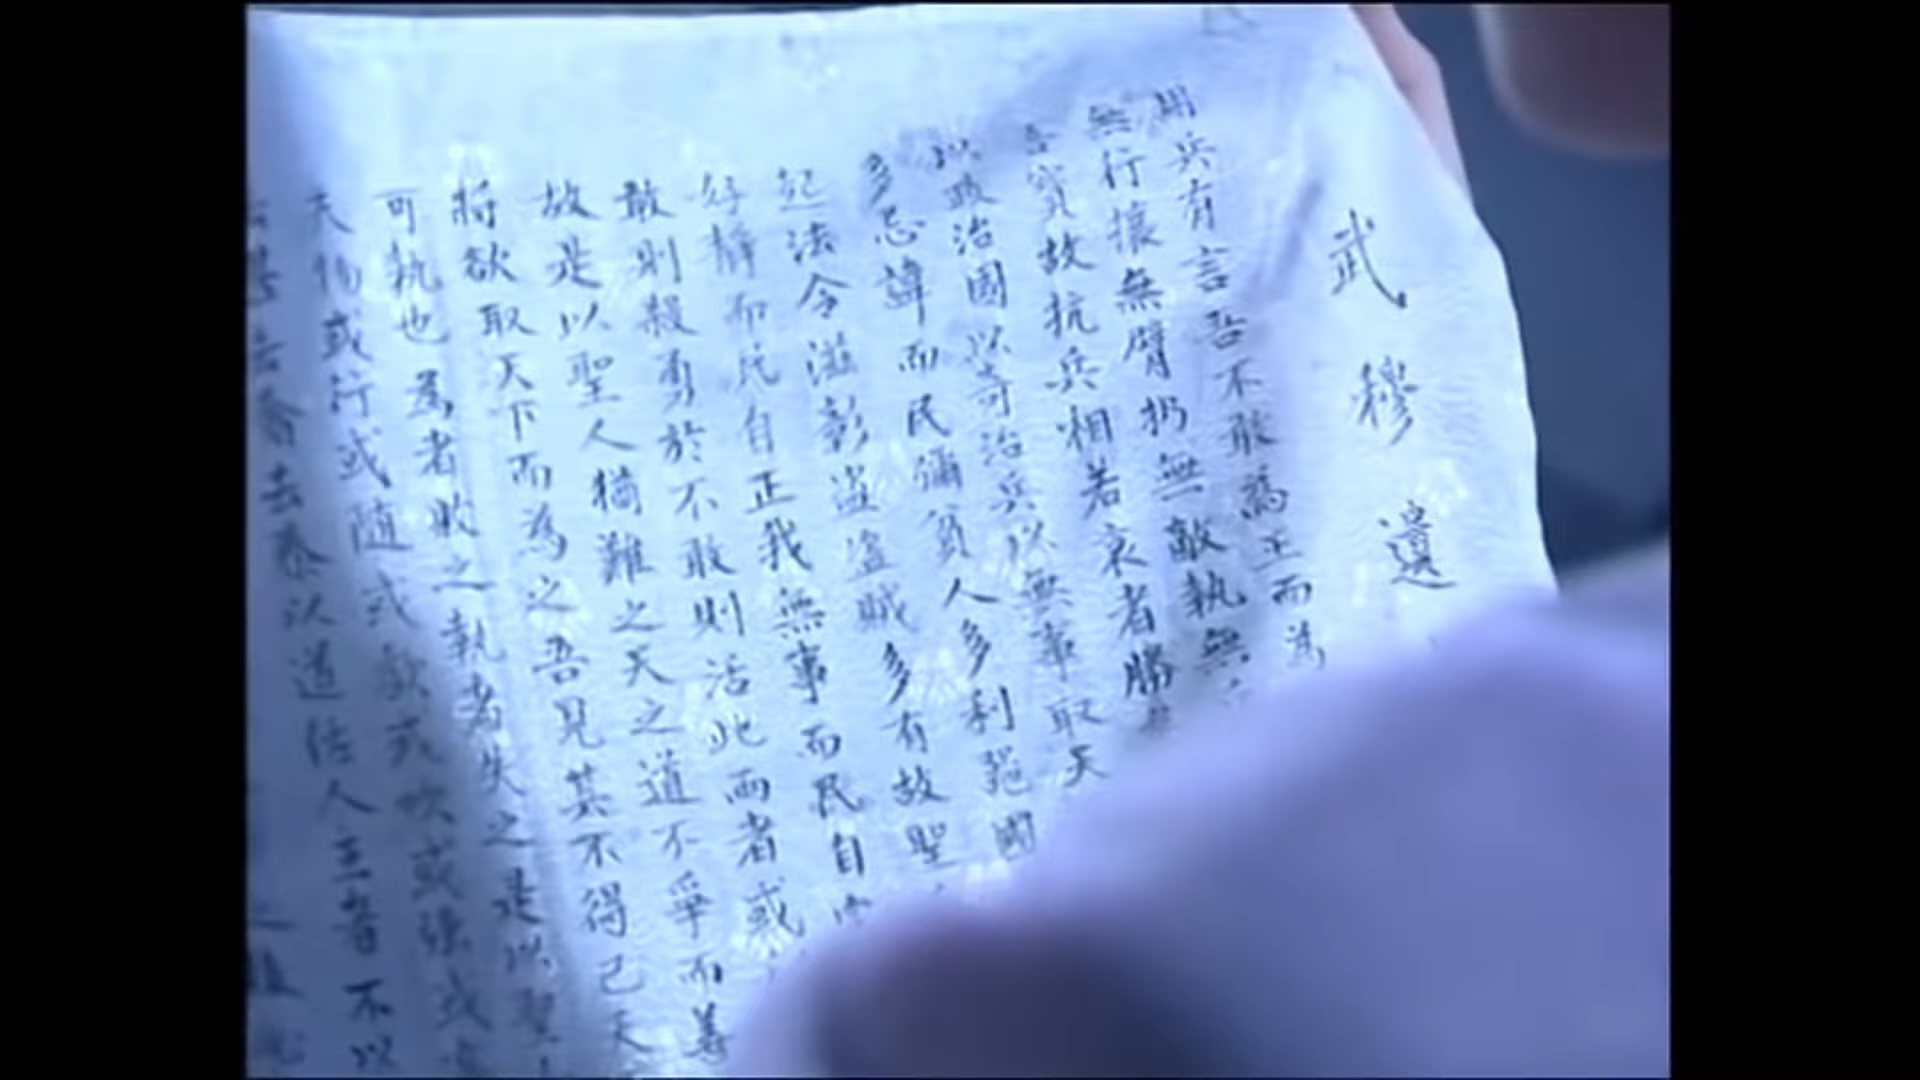 武穆遺
用兵有言吾不敢為主而為
無行攘無臂扔無敵執無
吾寶故抗兵相若哀者勝
以政治國以奇治兵以無事取天
多忌諱而民彌貧人多利國
起法令滋彰盜盜賊多有故聖
好靜而民自正我無事而民自
敢則殺勇於不敢則活此而者或
故是以聖人猶難之天之道不爭而善
將欲取天下而為之吾見其不得已天
可執也為者敗之執者失之是以聖
天物或行或隨或或吹或強或
去甚去奢去泰以道佐人王者不以